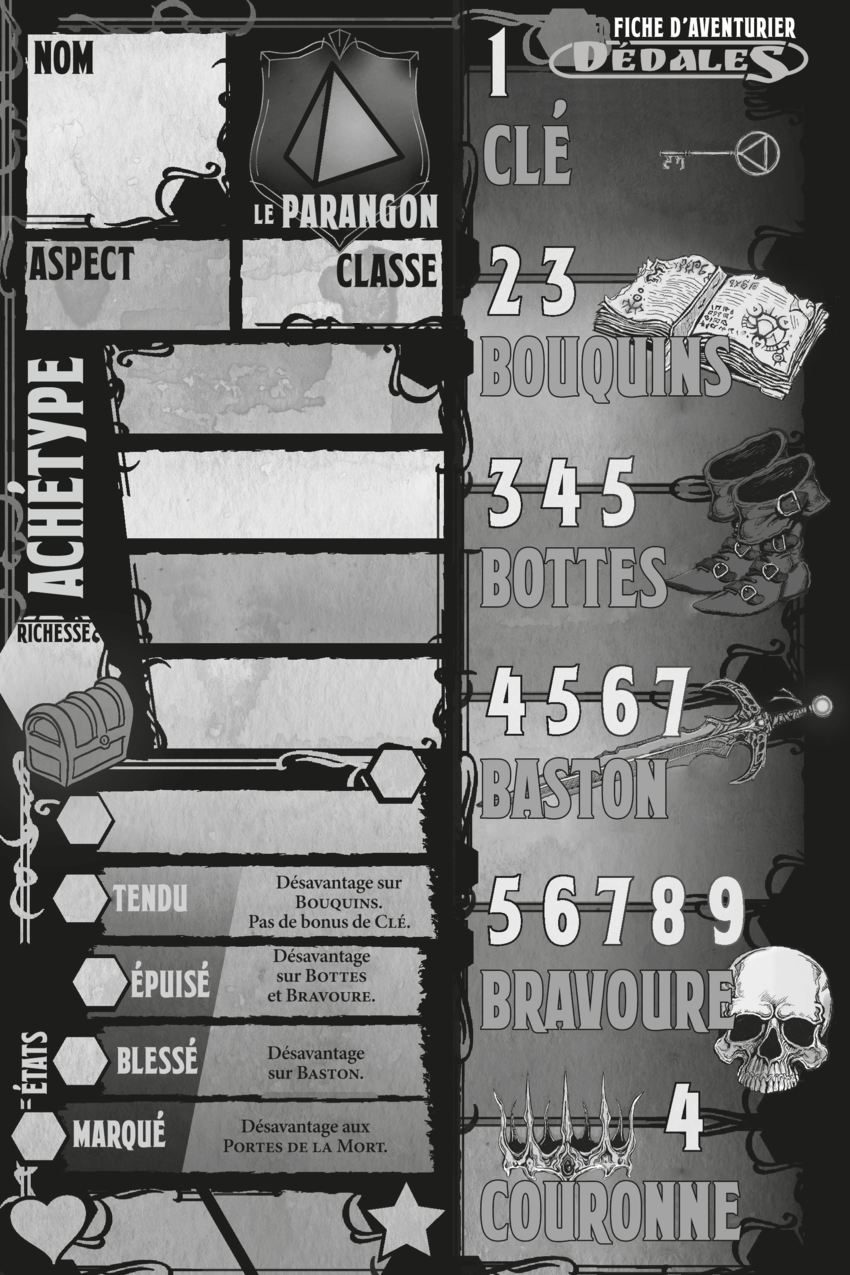 NOM
LE PARANGON
ASPECT
CLASSE
ACHÉTYPE
RICHESSE
TENDU
Désavantage sur
BOUQUINS.
Pas de bonus de CLÉ.
ÉPUISÉ
Désavantage
sur BOTTES
et BRAVOURE.
ÉTATS
BLESSÉ
Désavantage
sur BASTON.
MARQUÉ
Désavantage aux
PORTES DE LA MORT.
FICHE D'AVENTURIER
DÉDALES
1
CLÉ
2 3
BOUQUINS
3 4 5
BOTTES
4 5 6 7
BASTON
5 6 7 8 9
BRAVOURE
4
COURONNE